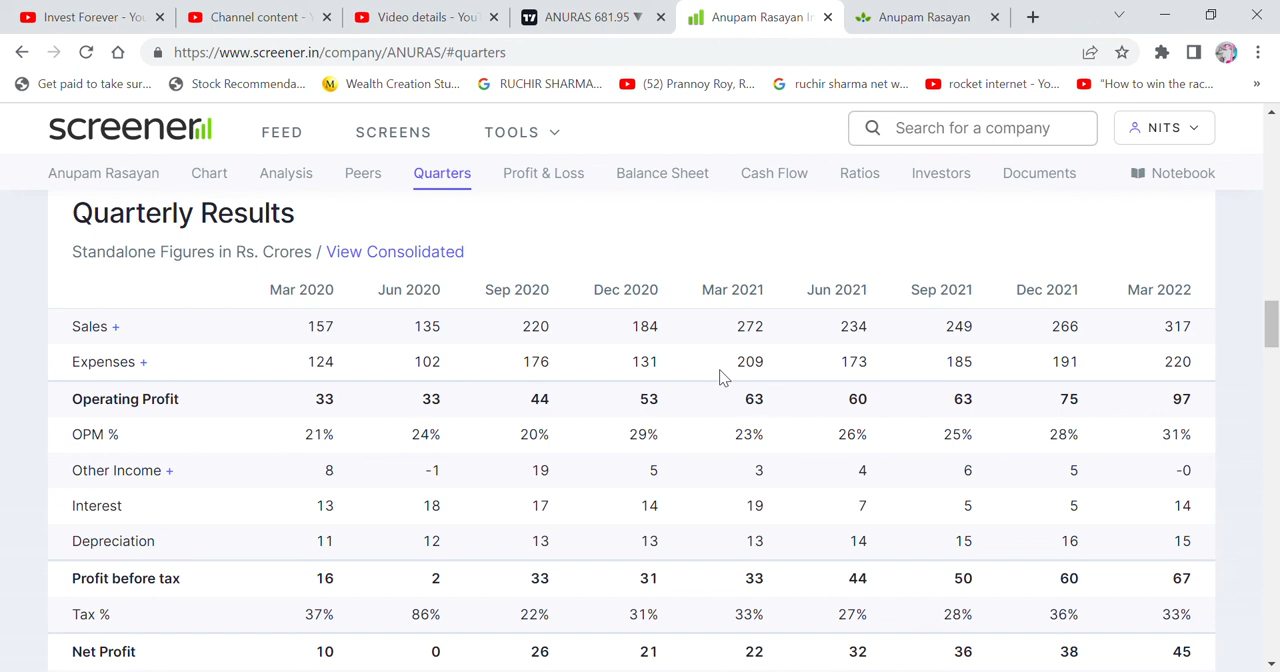 Invest Forever - You
Channel content -
Video details - YouT
ANURAS 681.95 ▼
Anupam Rasayan In
Anupam Rasayan
https://www.screener.in/company/ANURAS/#quarters
Get paid to take sur...
Stock Recommenda...
M Wealth Creation Stu...
RUCHIR SHARMA...
(52) Prannoy Roy, R...
ruchir sharma net w...
rocket internet - Yo...
"How to win the rac...
»
screener
FEED
SCREENS
TOOLS
Search for a company
NITS
Anupam Rasayan Chart Analysis Peers Quarters Profit & Loss Balance Sheet Cash Flow Ratios Investors Documents Notebook
Quarterly Results
Standalone Figures in Rs. Crores / View Consolidated
Mar 2020 Jun 2020 Sep 2020 Dec 2020 Mar 2021 Jun 2021 Sep 2021 Dec 2021 Mar 2022
Sales + 157 135 220 184 272 234 249 266 317
Expenses + 124 102 176 131 209 173 185 191 220
Operating Profit 33 33 44 53 63 60 63 75 97
OPM % 21% 24% 20% 29% 23% 26% 25% 28% 31%
Other Income + 8 -1 19 5 3 4 6 5 -0
Interest 13 18 17 14 19 7 5 5 14
Depreciation 11 12 13 13 13 14 15 16 15
Profit before tax 16 2 33 31 33 44 50 60 67
Tax % 37% 86% 22% 31% 33% 27% 28% 36% 33%
Net Profit 10 0 26 21 22 32 36 38 45